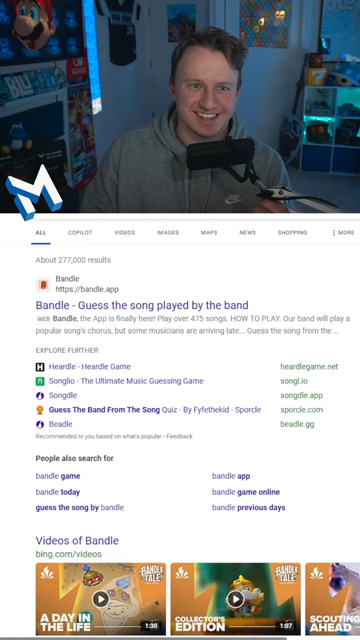 M
ALL COPILOT VIDEOS IMAGES MAPS NEWS SHOPPING ⋮ MORE
About 277,000 results
B Bandle
https://bandle.app
Bandle - Guess the song played by the band
WEB Bandle, the App is finally here! Play over 475 songs. HOW TO PLAY. Our band will play a
popular song's chorus, but some musicians are arriving late... Guess the song from the ...
EXPLORE FURTHER
H Heardle - Heardle Game heardlegame.net
Songlio - The Ultimate Music Guessing Game songl.io
Songdle songdle.app
Guess The Band From The Song Quiz - By Fyfethekid - Sporcle sporcle.com
Beadle beadle.gg
Recommended to you based on what's popular • Feedback
People also search for
bandle game bandle app
bandle today bandle game online
guess the song by bandle bandle previous days
Videos of Bandle
bing.com/videos
BANDLE TALE BANDLE TALE
A DAY IN THE LIFE 1:30
COLLECTOR'S EDITION 1:07
SCOUTING AHEAD